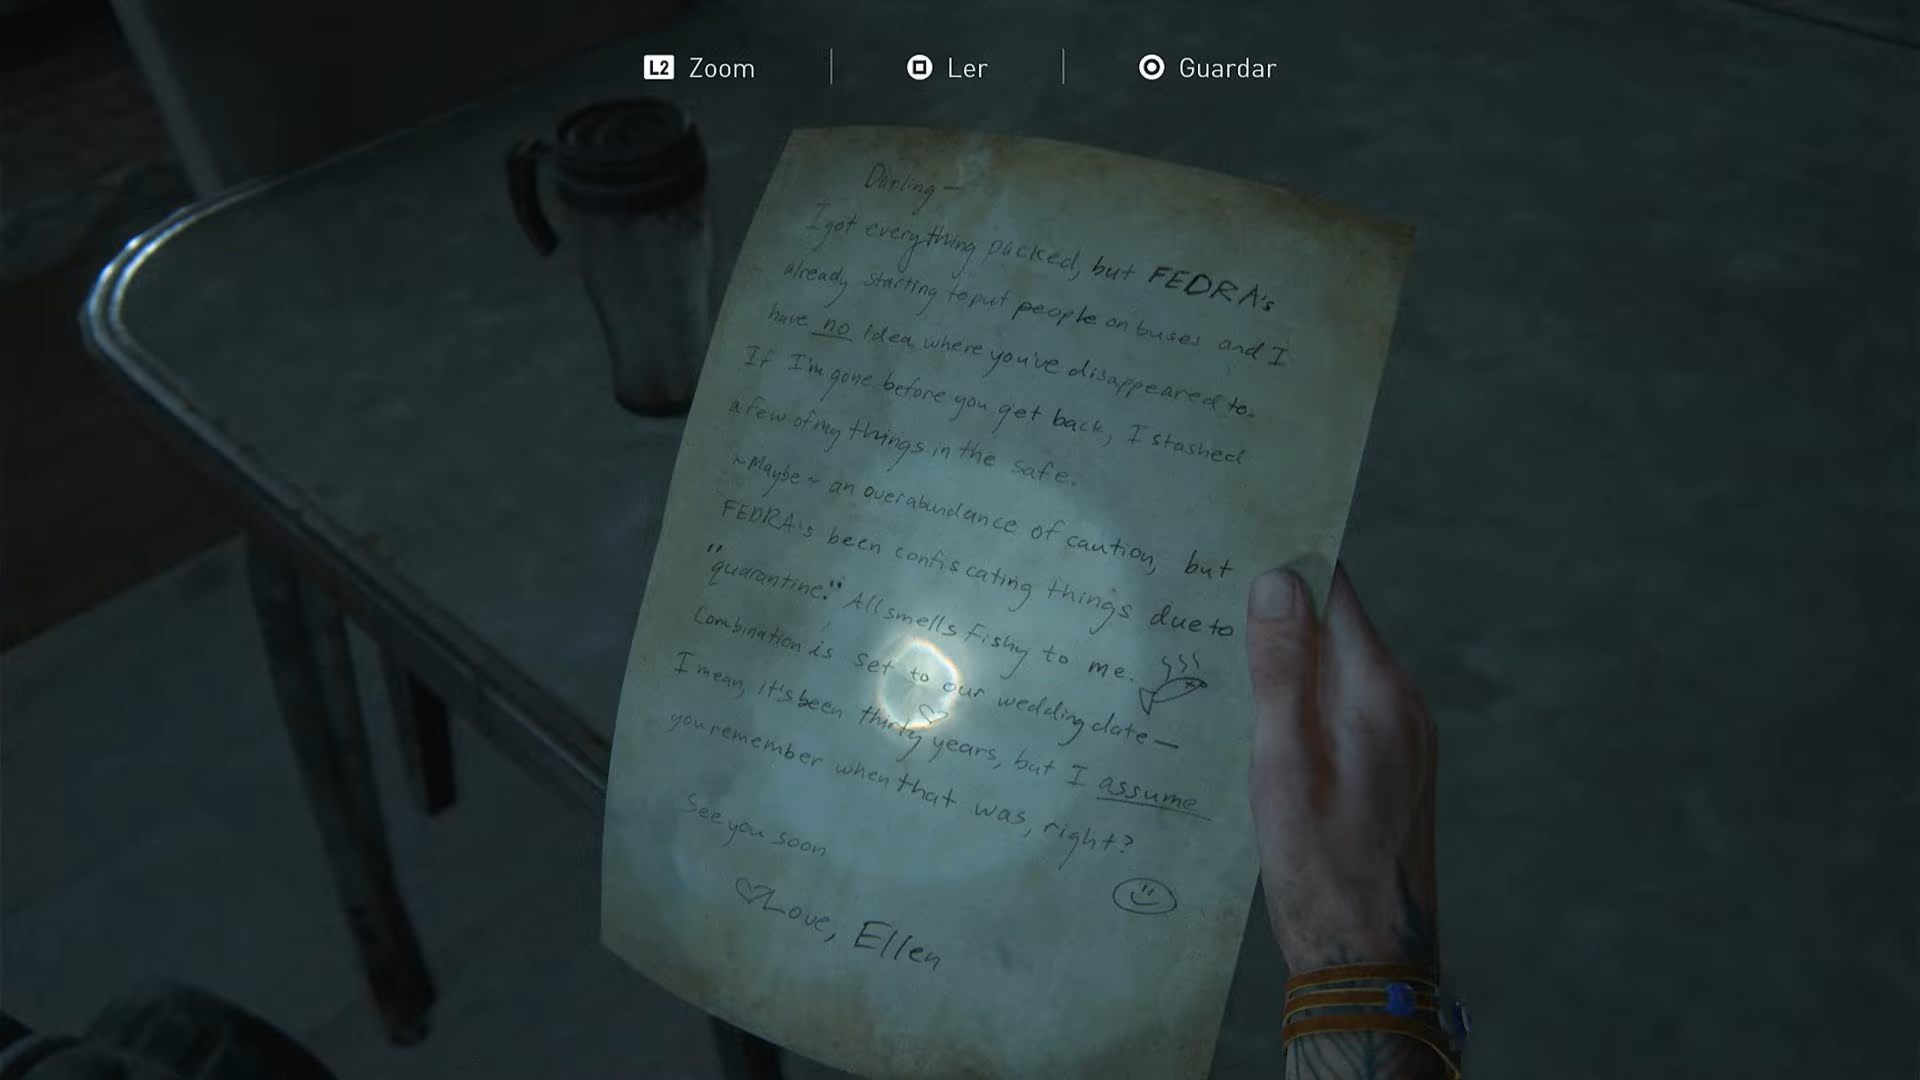 L2 Zoom
Ler
Guardar
Darling —
I got everything packed, but FEDRA's
already starting to put people on buses and I
have no idea where you've disappeared to.
If I'm gone before you get back, I stashed
a few of my things in the safe.
~Maybe~ an overabundance of caution, but
FEDRA's been confiscating things due to
"quarantine." All smells fishy to me.
Combination is set to our wedding date —
I mean, it's been thirty years, but I assume
you remember when that was, right?
See you soon
Love, Ellen